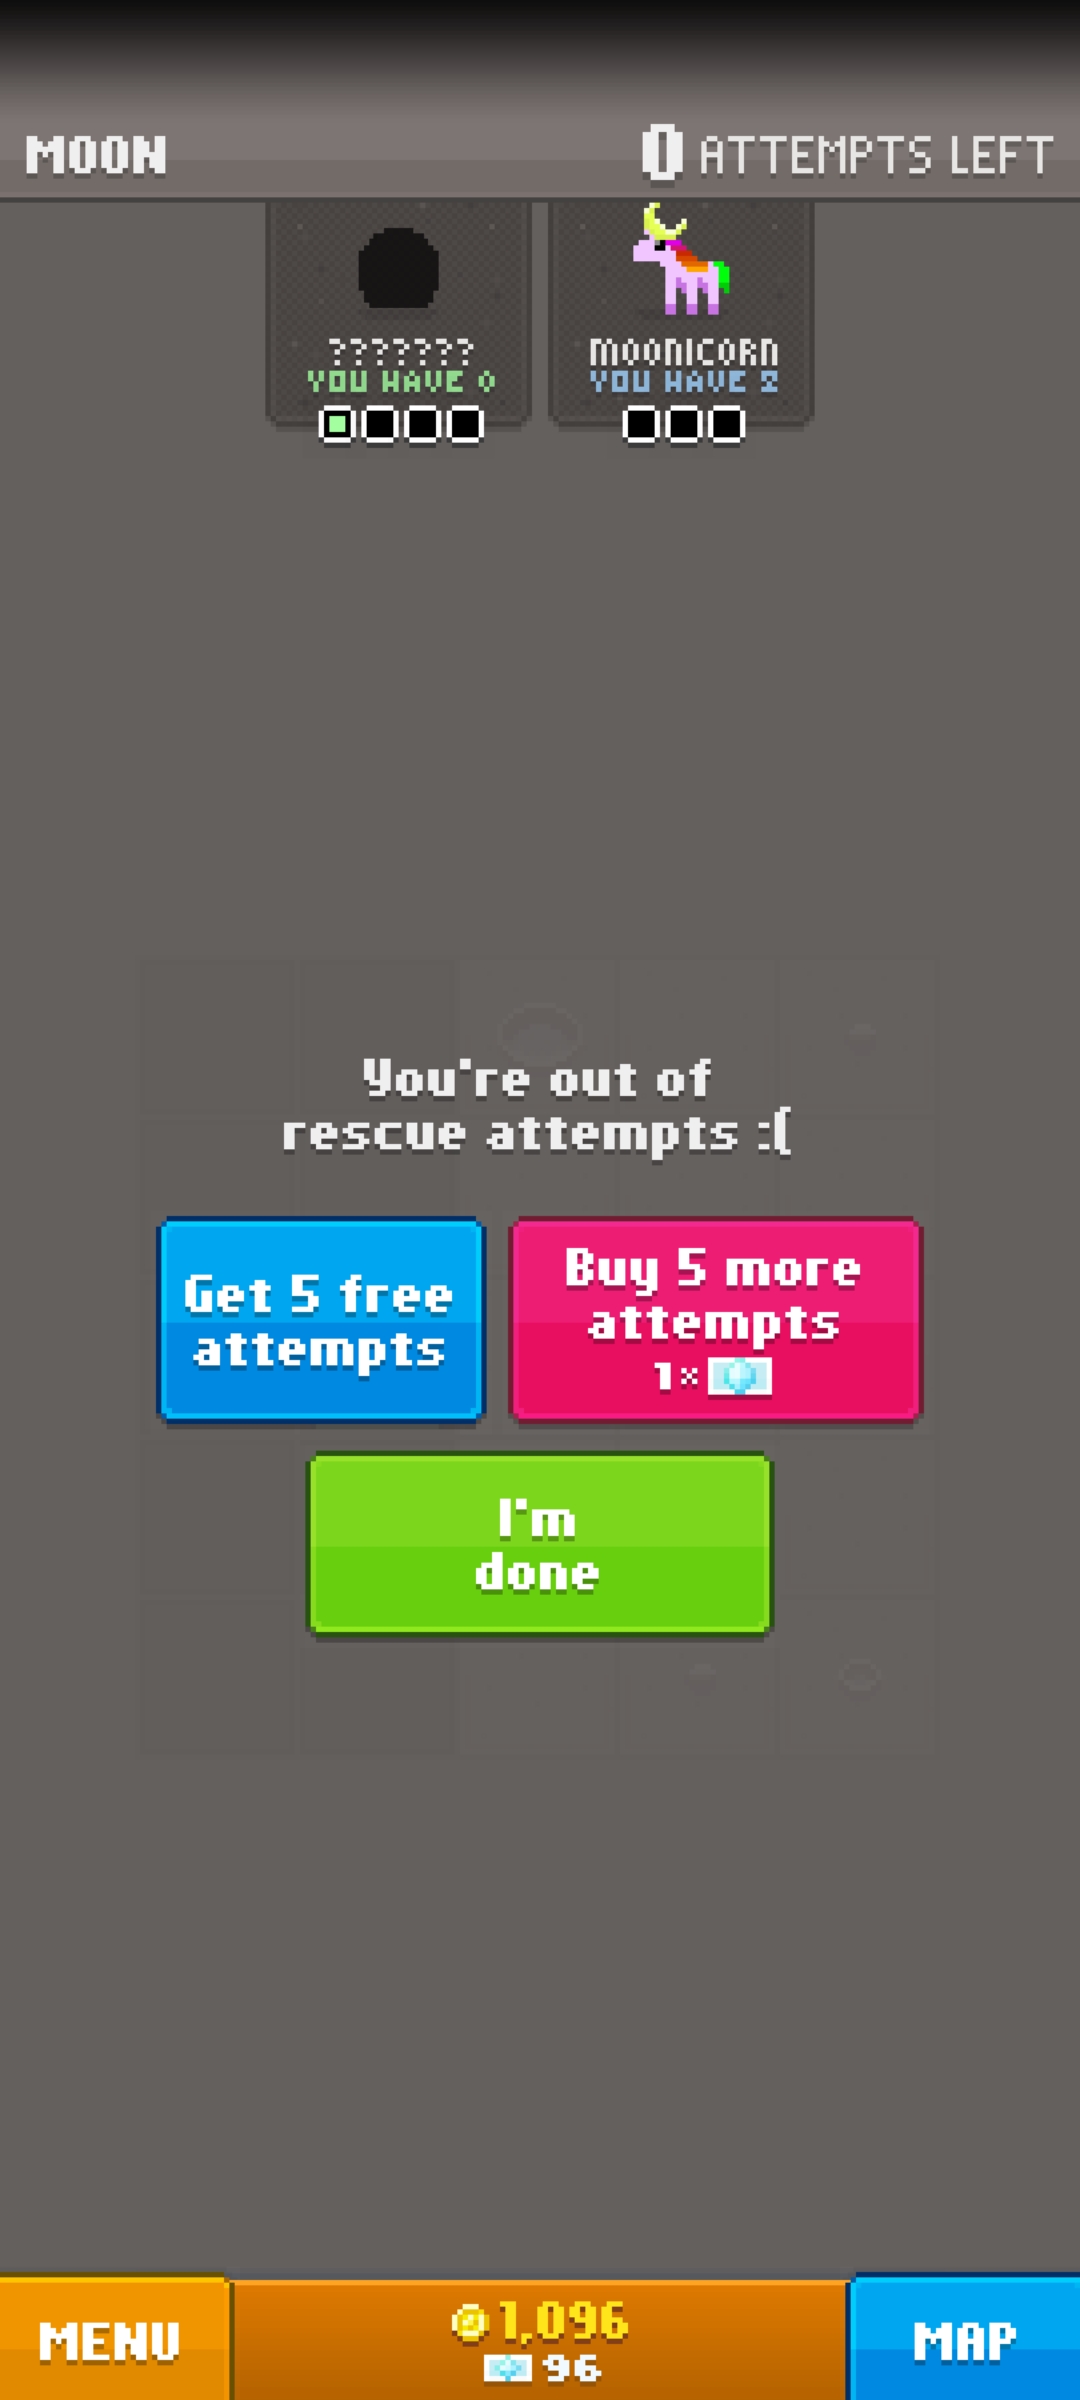 MOON
0 ATTEMPTS LEFT
???????
YOU HAVE 0
MOONICORN
YOU HAVE 2
You're out of
rescue attempts :(
Get 5 free
attempts
Buy 5 more
attempts
1×
I'm
done
MENU
1,096
96
MAP